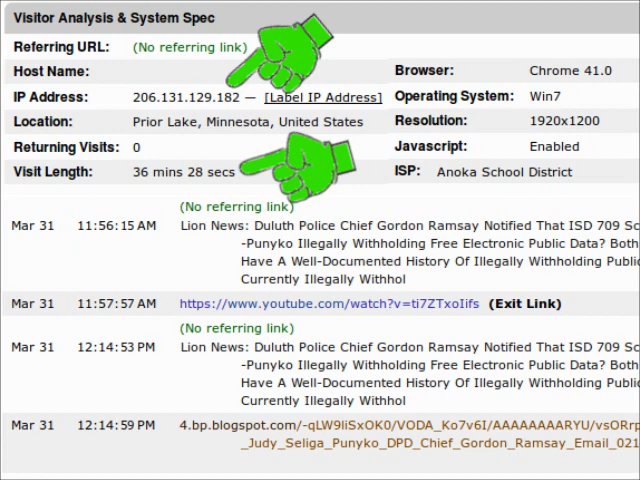 Visitor Analysis & System Spec
Referring URL: (No referring link)
Host Name: Browser: Chrome 41.0
IP Address: 206.131.129.182 — [Label IP Address] Operating System: Win7
Location: Prior Lake, Minnesota, United States Resolution: 1920x1200
Returning Visits: 0 Javascript: Enabled
Visit Length: 36 mins 28 secs ISP: Anoka School District
(No referring link)
Mar 31 11:56:15 AM Lion News: Duluth Police Chief Gordon Ramsay Notified That ISD 709 Sc
-Punyko Illegally Withholding Free Electronic Public Data? Both
Have A Well-Documented History Of Illegally Withholding Public
Currently Illegally Withhol
Mar 31 11:57:57 AM https://www.youtube.com/watch?v=ti7ZTxoIifs (Exit Link)
(No referring link)
Mar 31 12:14:53 PM Lion News: Duluth Police Chief Gordon Ramsay Notified That ISD 709 Sc
-Punyko Illegally Withholding Free Electronic Public Data? Both
Have A Well-Documented History Of Illegally Withholding Public
Currently Illegally Withhol
Mar 31 12:14:59 PM 4.bp.blogspot.com/-qLW9liSxOK0/VODA_Ko7v6I/AAAAAAAARYU/vsORrp
_Judy_Seliga_Punyko_DPD_Chief_Gordon_Ramsay_Email_021